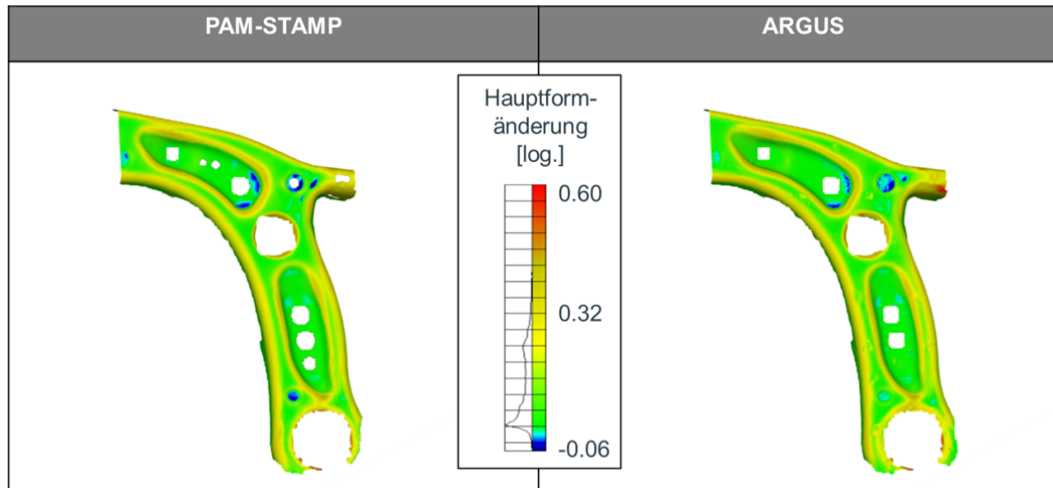 PAM-STAMP
ARGUS
Hauptform-
änderung
[log.]
0.60
0.32
-0.06